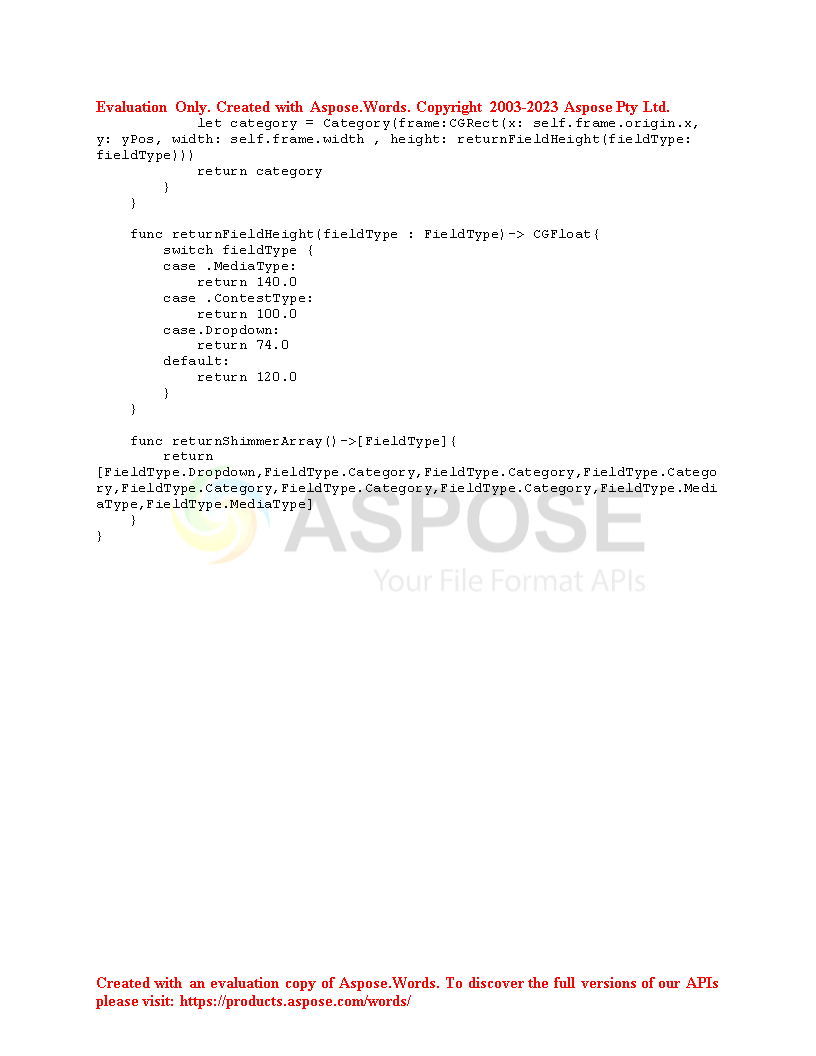 Evaluation Only. Created with Aspose.Words. Copyright 2003-2023 Aspose Pty Ltd.
            let category = Category(frame:CGRect(x: self.frame.origin.x,
y: yPos, width: self.frame.width , height: returnFieldHeight(fieldType:
fieldType)))
            return category
        }
    }

    func returnFieldHeight(fieldType : FieldType)-> CGFloat{
        switch fieldType {
        case .MediaType:
            return 140.0
        case .ContestType:
            return 100.0
        case.Dropdown:
            return 74.0
        default:
            return 120.0
        }
    }

    func returnShimmerArray()->[FieldType]{
        return
[FieldType.Dropdown,FieldType.Category,FieldType.Category,FieldType.Catego
ry,FieldType.Category,FieldType.Category,FieldType.Category,FieldType.Medi
aType,FieldType.MediaType]
    }
}
ASPOSE
Your File Format APIs
Created with an evaluation copy of Aspose.Words. To discover the full versions of our APIs
please visit: https://products.aspose.com/words/